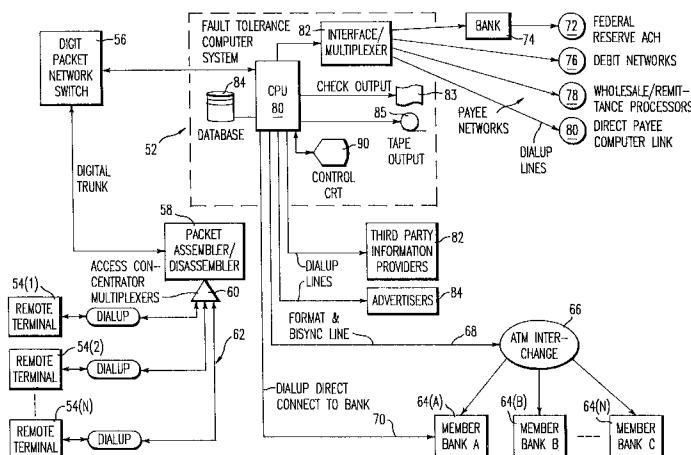 56
DIGIT
PACKET
NETWORK
SWITCH
FAULT TOLERANCE
COMPUTER
SYSTEM
82
INTERFACE/
MULTIPLEXER
BANK
74
72
FEDERAL
RESERVE ACH
76
DEBIT NETWORKS
78
WHOLESALE/REMIT-
TANCE PROCESSORS
80
DIRECT PAYEE
COMPUTER LINK
PAYEE
NETWORKS
DIALUP
LINES
84
DATABASE
CPU
80
CHECK OUTPUT
83
85
TAPE
OUTPUT
90
CONTROL
CRT
52
DIGITAL
TRUNK
58
PACKET
ASSEMBLER/
DISASSEMBLER
ACCESS CON-
CENTRATOR
MULTIPLEXERS
60
62
54(1)
REMOTE
TERMINAL
DIALUP
54(2)
REMOTE
TERMINAL
DIALUP
54(N)
REMOTE
TERMINAL
DIALUP
THIRD PARTY
INFORMATION
PROVIDERS
82
DIALUP
LINES
ADVERTISERS
84
FORMAT &
BISYNC LINE
68
66
ATM INTER-
CHANGE
DIALUP DIRECT
CONNECT TO BANK
70
64(A)
MEMBER
BANK A
64(B)
MEMBER
BANK B
64(N)
MEMBER
BANK C